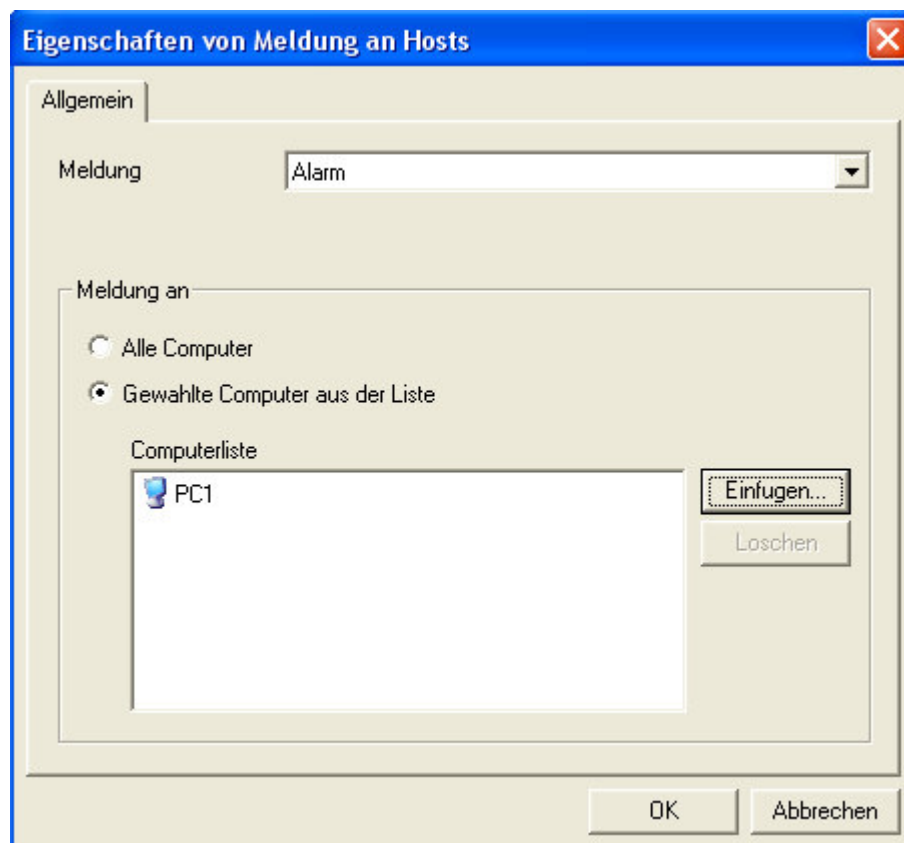 Eigenschaften von Meldung an Hosts
Allgemein
Meldung
Alarm
Meldung an
Alle Computer
Gewahlte Computer aus der Liste
Computerliste
PC1
Einfugen...
Loschen
OK
Abbrechen